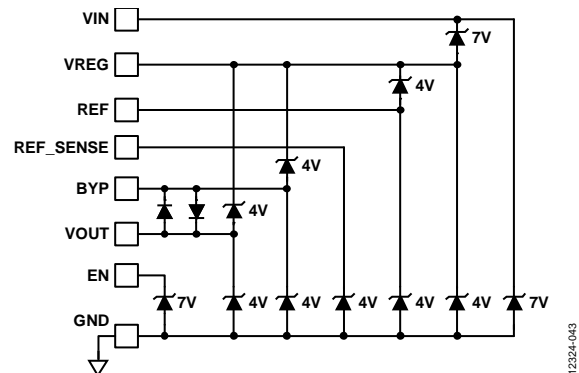 VIN
7V
VREG
4V
REF
REF_SENSE
4V
BYP
4V
VOUT
EN
7V 4V 4V 4V 4V 4V 7V
GND
12324-043